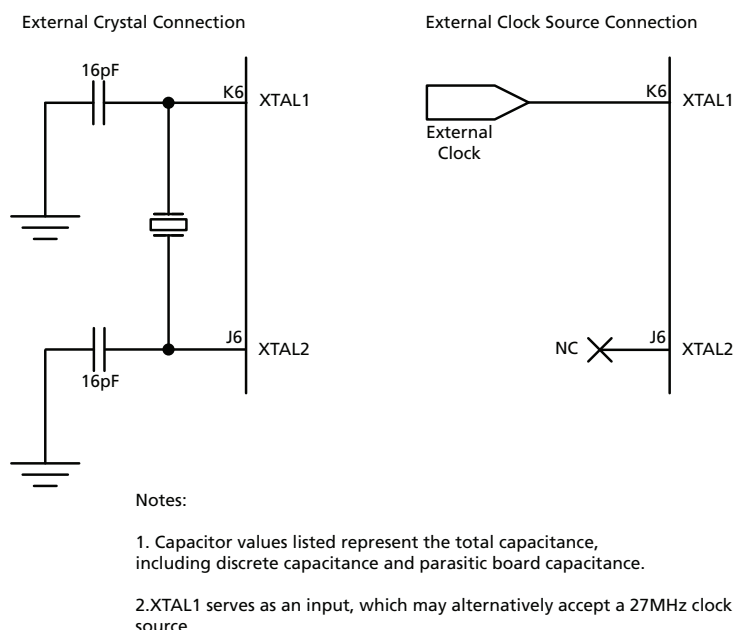 External Crystal Connection
External Clock Source Connection
16pF
K6
XTAL1
J6
XTAL2
16pF
K6
XTAL1
External
Clock
NC
J6
XTAL2
Notes:
1. Capacitor values listed represent the total capacitance,
including discrete capacitance and parasitic board capacitance.
2.XTAL1 serves as an input, which may alternatively accept a 27MHz clock
source